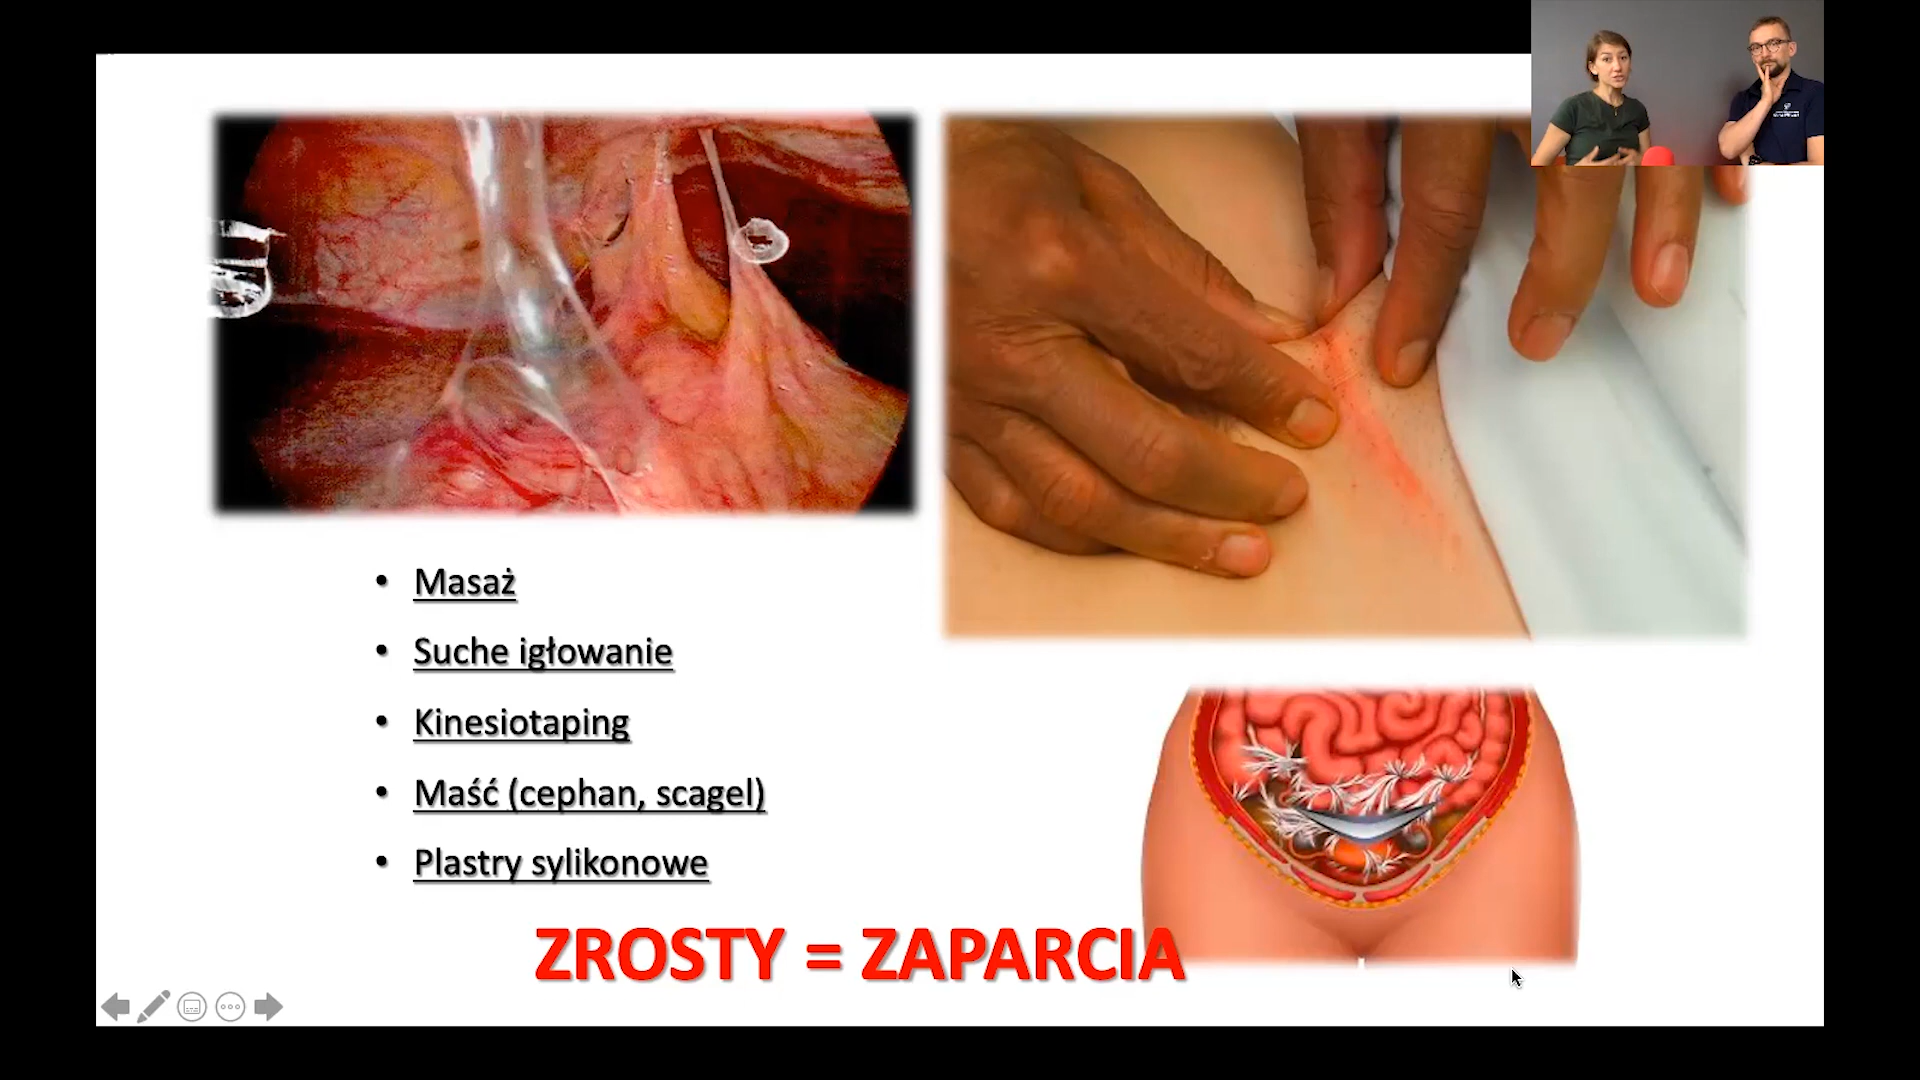 • Masaż
• Suche igłowanie
• Kinesiotaping
• Maść (cephan, scagel)
• Plastry sylikonowe
ZROSTY = ZAPARCIA